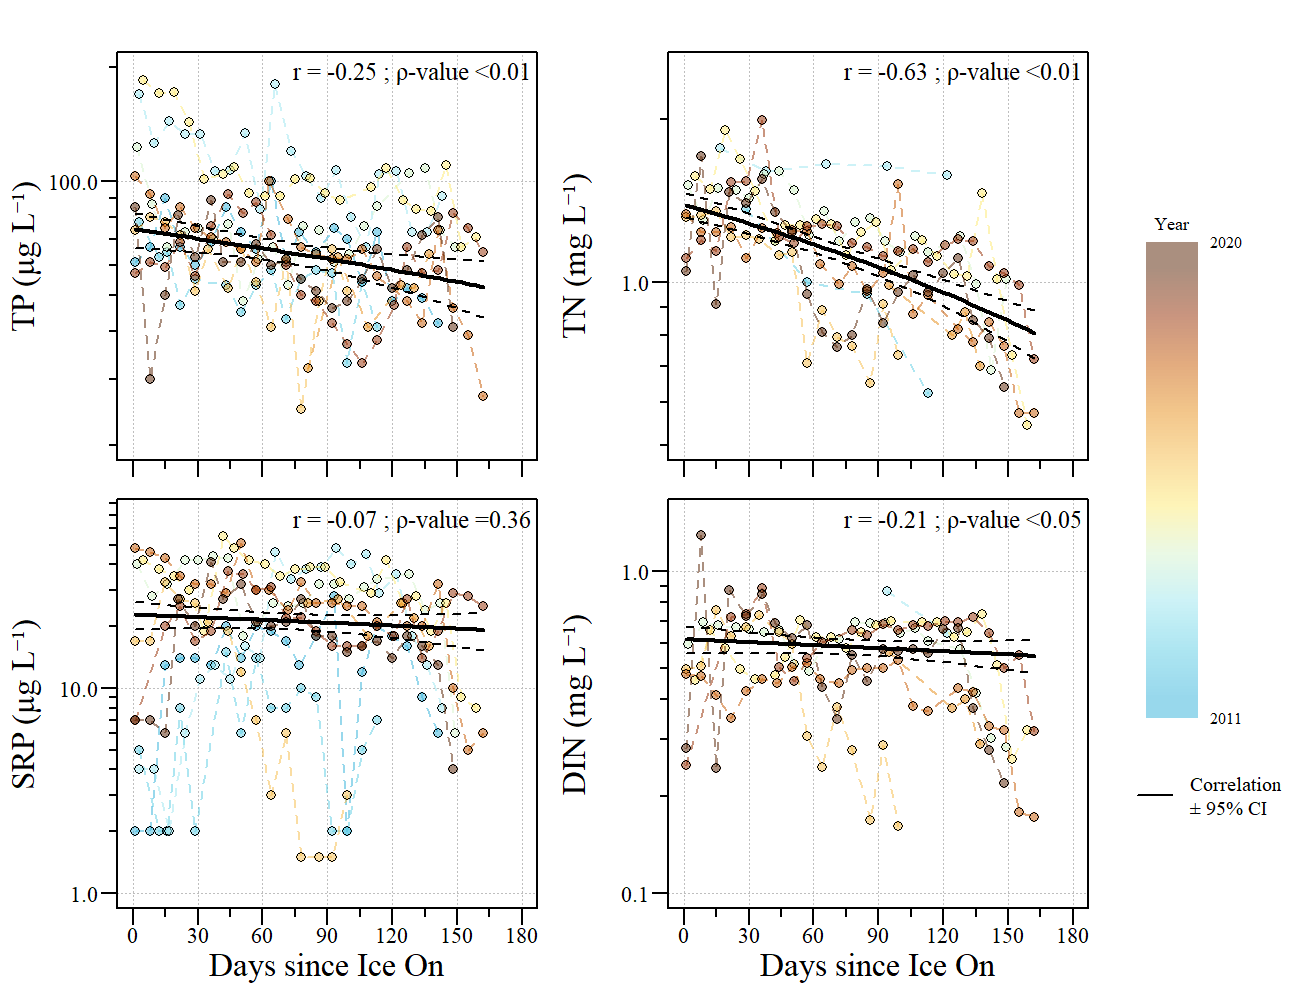 r = -0.25 ; ρ-value <0.01
r = -0.63 ; ρ-value <0.01
100.0
TP (µg L⁻¹)
1.0
TN (mg L⁻¹)
Year
2020
2011
Correlation
± 95% CI
r = -0.07 ; ρ-value =0.36
r = -0.21 ; ρ-value <0.05
10.0
1.0
SRP (µg L⁻¹)
1.0
0.1
DIN (mg L⁻¹)
0 30 60 90 120 150 180
0 30 60 90 120 150 180
Days since Ice On
Days since Ice On